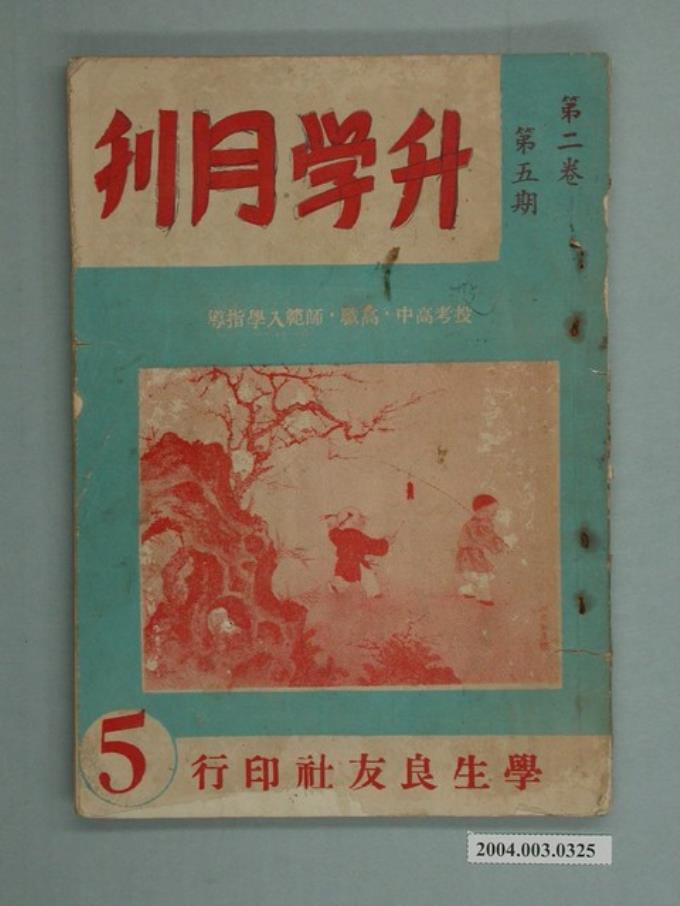 升学月刊
第二卷
第五期
投考高中·高職·師範入學指導
5
學生良友社印行
2004.003.0325